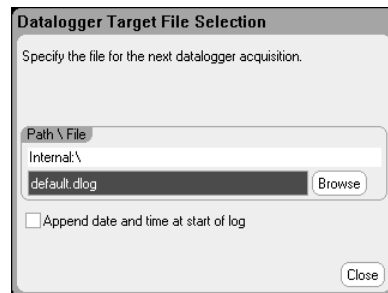 Datalogger Target File Selection
Specify the file for the next datalogger acquisition.
Path \ File
Internal:\
default.dlog
Browse
Append date and time at start of log
Close